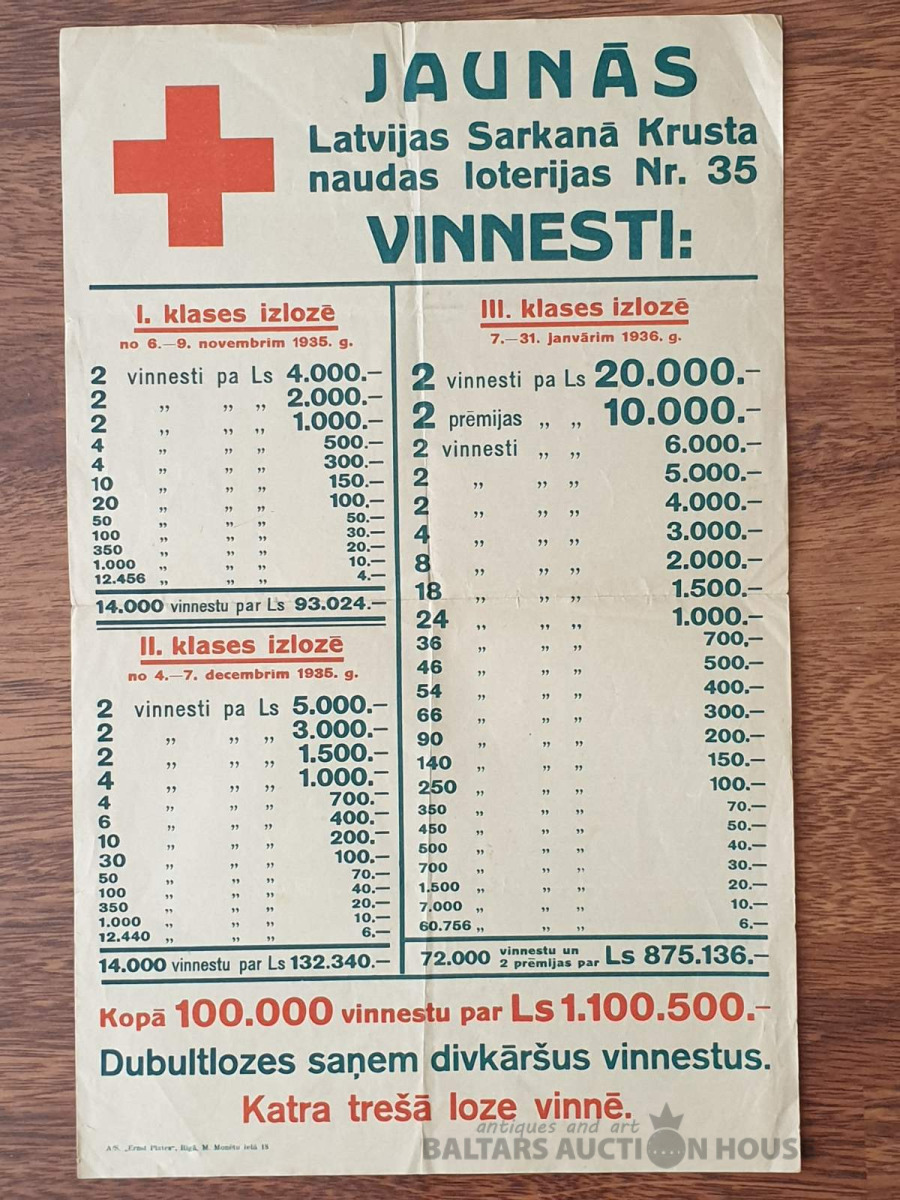 JAUNĀS
Latvijas Sarkanā Krusta
naudas loterijas Nr. 35
VINNESTI:
I. klases izlozē
no 6.—9. novembrim 1935. g.
2 vinnesti pa Ls 4.000.—
2 „ „ „ 2.000.—
2 „ „ „ 1.000.—
4 „ „ „ 500.—
4 „ „ „ 300.—
10 „ „ „ 150.—
20 „ „ „ 100.—
50 „ „ „ 50.—
100 „ „ „ 30.—
350 „ „ „ 20.—
1.000 „ „ „ 10.—
12.456 „ „ „ 4.—
14.000 vinnestu par Ls 93.024.—
II. klases izlozē
no 4.—7. decembrim 1935. g.
2 vinnesti pa Ls 5.000.—
2 „ „ „ 3.000.—
2 „ „ „ 1.500.—
4 „ „ „ 1.000.—
4 „ „ „ 700.—
6 „ „ „ 400.—
10 „ „ „ 200.—
30 „ „ „ 100.—
50 „ „ „ 70.—
100 „ „ „ 40.—
350 „ „ „ 20.—
1.000 „ „ „ 10.—
12.440 „ „ „ 6.—
14.000 vinnestu par Ls 132.340.—
III. klases izlozē
7.—31. janvārim 1936. g.
2 vinnesti pa Ls 20.000.—
2 prēmijas „ „ 10.000.—
2 vinnesti „ „ 6.000.—
2 „ „ „ 5.000.—
2 „ „ „ 4.000.—
4 „ „ „ 3.000.—
8 „ „ „ 2.000.—
18 „ „ „ 1.500.—
24 „ „ „ 1.000.—
36 „ „ „ 700,—
46 „ „ „ 500.—
54 „ „ „ 400.—
66 „ „ „ 300.—
90 „ „ „ 200.—
140 „ „ „ 150.—
250 „ „ „ 100.—
350 „ „ „ 70.—
450 „ „ „ 50.—
500 „ „ „ 40.—
700 „ „ „ 30.—
1.500 „ „ „ 20.—
7.000 „ „ „ 10.—
60.756 „ „ „ 6.—
72.000 vinnestu un 2 prēmijas par Ls 875.136.—
Kopā 100.000 vinnestu par Ls 1.100.500.—
Dubultlozes saņem divkāršus vinnestus.
Katra trešā loze vinnē.
A/S. „Ernst Plates", Rīgā, M. Monētu ielā 18
antiques and art
BALTARS AUCTION HOUS